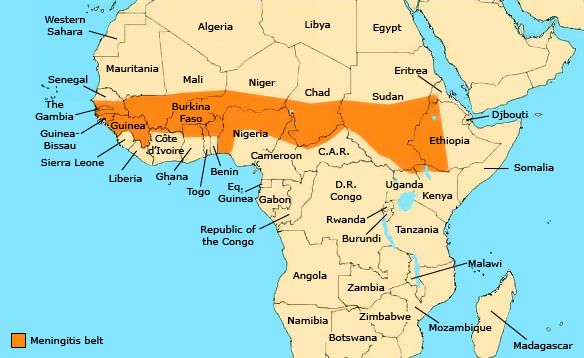 Western
Sahara
Algeria
Libya
Egypt
Mauritania
Mali
Niger
Chad
Sudan
Eritrea
Senegal
The
Gambia
Guinea-
Bissau
Guinea
Burkina
Faso
Côte
d'Ivoire
Nigeria
Djibouti
Ethiopia
Sierra Leone
Liberia
Ghana
Togo
Benin
Cameroon
C.A.R.
Somalia
Eq.
Guinea
Gabon
D.R.
Congo
Uganda
Kenya
Republic of
the Congo
Rwanda
Burundi
Tanzania
Malawi
Angola
Zambia
Zimbabwe
Mozambique
Namibia
Botswana
Madagascar
Meningitis belt